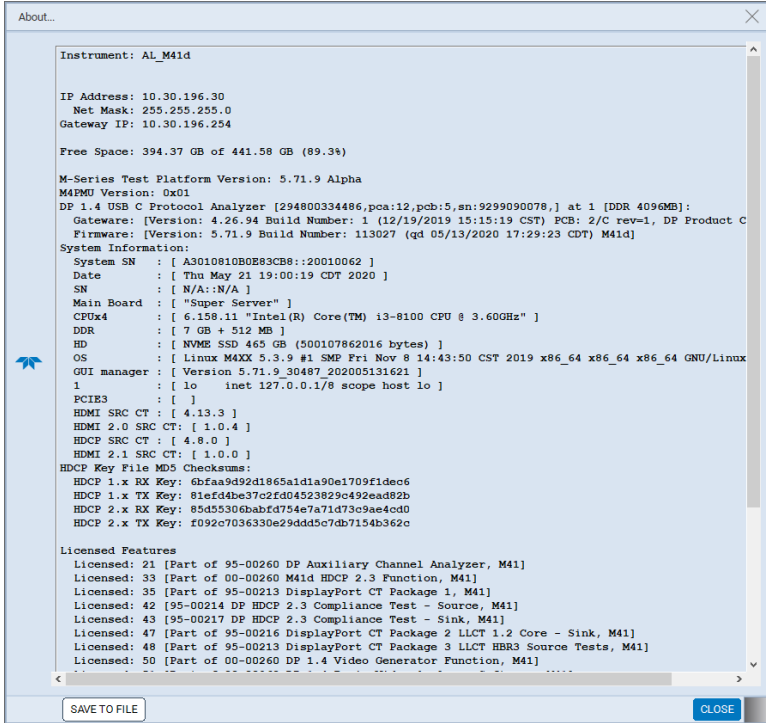 About...
Instrument: AL_M41d
IP Address: 10.30.196.30
Net Mask: 255.255.255.0
Gateway IP: 10.30.196.254
Free Space: 394.37 GB of 441.58 GB (89.3%)
M-Series Test Platform Version: 5.71.9 Alpha
M4PMU Version: 0x01
DP 1.4 USB C Protocol Analyzer [294800334486,pca:12,pcb:5,sn:9299090078,] at 1 [DDR 4096MB]:
Gateware: [Version: 4.26.94 Build Number: 1 (12/19/2019 15:15:19 CST) PCB: 2/C rev=1, DP Product C
Firmware: [Version: 5.71.9 Build Number: 113027 (qd 05/13/2020 17:29:23 CDT) M41d]
System Information:
System SN : [ A3010810B0E83CB8::20010062 ]
Date : [ Thu May 21 19:00:19 CDT 2020 ]
SN : [ N/A::N/A ]
Main Board : [ "Super Server" ]
CPUx4 : [ 6.158.11 "Intel(R) Core(TM) i3-8100 CPU @ 3.60GHz" ]
DDR : [ 7 GB + 512 MB ]
HD : [ NVME SSD 465 GB (500107862016 bytes) ]
OS : [ Linux M4XX 5.3.9 #1 SMP Fri Nov 8 14:43:50 CST 2019 x86_64 x86_64 x86_64 GNU/Linux
GUI manager : [ Version 5.71.9_30487_202005131621 ]
1 : [ lo inet 127.0.0.1/8 scope host lo ]
PCIE3 : [ ]
HDMI SRC CT : [ 4.13.3 ]
HDMI 2.0 SRC CT: [ 1.0.4 ]
HDCP SRC CT : [ 4.8.0 ]
HDMI 2.1 SRC CT: [ 1.0.0 ]
HDCP Key File MD5 Checksums:
HDCP 1.x RX Key: 6bfaa9d92d1865a1d1a90e1709f1dec6
HDCP 1.x TX Key: 81efd4be37c2fd04523829c492ead82b
HDCP 2.x RX Key: 85d55306babfd754e7a71d73c9ae4cd0
HDCP 2.x TX Key: f092c7036330e29ddd5c7db7154b362c
Licensed Features
Licensed: 21 [Part of 95-00260 DP Auxiliary Channel Analyzer, M41]
Licensed: 33 [Part of 00-00260 M41d HDCP 2.3 Function, M41]
Licensed: 35 [Part of 95-00213 DisplayPort CT Package 1, M41]
Licensed: 42 [95-00214 DP HDCP 2.3 Compliance Test - Source, M41]
Licensed: 43 [95-00217 DP HDCP 2.3 Compliance Test - Sink, M41]
Licensed: 47 [Part of 95-00216 DisplayPort CT Package 2 LLCT 1.2 Core - Sink, M41]
Licensed: 48 [Part of 95-00213 DisplayPort CT Package 3 LLCT HBR3 Source Tests, M41]
Licensed: 50 [Part of 00-00260 DP 1.4 Video Generator Function, M41]
SAVE TO FILE
CLOSE